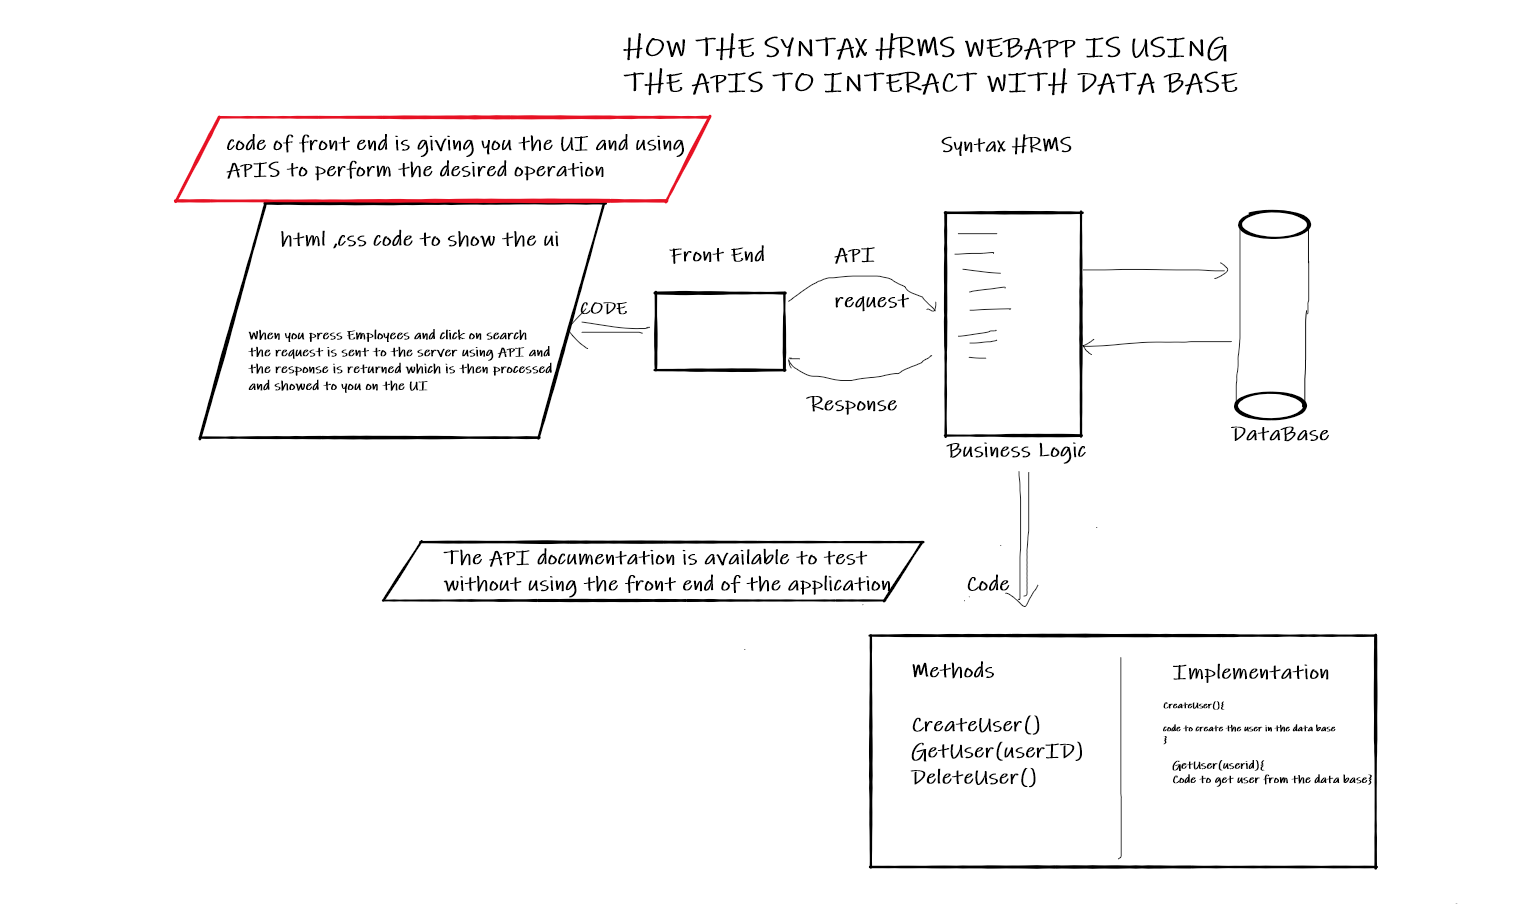 HOW THE SYNTAX HRMS WEBAPP IS USING
THE APIS TO INTERACT WITH DATA BASE
code of front end is giving you the UI and using
APIS to perform the desired operation
Syntax HRMS
html ,css code to show the ui
Front End
API
request
CODE
When you press Employees and click on search
the request is sent to the server using API and
the response is returned which is then processed
and showed to you on the UI
Response
DataBase
Business Logic
The API documentation is available to test
without using the front end of the application
Code
Methods
CreateUser()
GetUser(userID)
DeleteUser()
Implementation
CreateUser(){
code to create the user in the data base
}
GetUser(userid){
Code to get user from the data base}